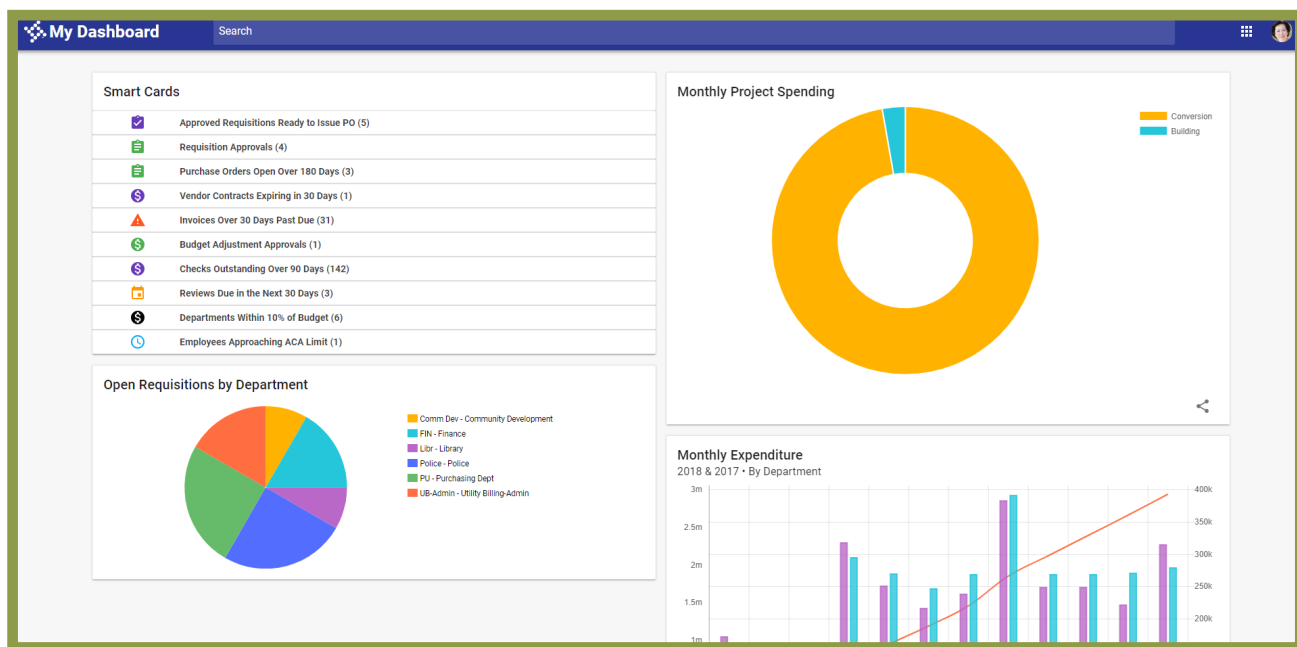 My Dashboard
Search
Smart Cards
Approved Requisitions Ready to Issue PO (5)
Requisition Approvals (4)
Purchase Orders Open Over 180 Days (3)
Vendor Contracts Expiring in 30 Days (1)
Invoices Over 30 Days Past Due (31)
Budget Adjustment Approvals (1)
Checks Outstanding Over 90 Days (142)
Reviews Due in the Next 30 Days (3)
Departments Within 10% of Budget (6)
Employees Approaching ACA Limit (1)
Open Requisitions by Department
Comm Dev - Community Development
FIN - Finance
Libr - Library
Police - Police
PU - Purchasing Dept
UB-Admin - Utility Billing-Admin
Monthly Project Spending
Conversion
Building
Monthly Expenditure
2018 & 2017 • By Department
3m
2.5m
2m
1.5m
1m
400k
350k
300k
250k
200k